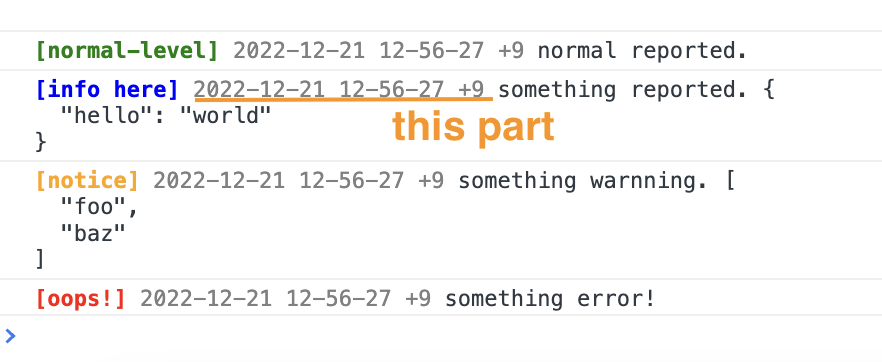 [normal-level] 2022-12-21 12-56-27 +9 normal reported.
[info here] 2022-12-21 12-56-27 +9 something reported. {
  "hello": "world"
this part
}
[notice] 2022-12-21 12-56-27 +9 something warnning. [
  "foo",
  "baz"
]
[oops!] 2022-12-21 12-56-27 +9 something error!